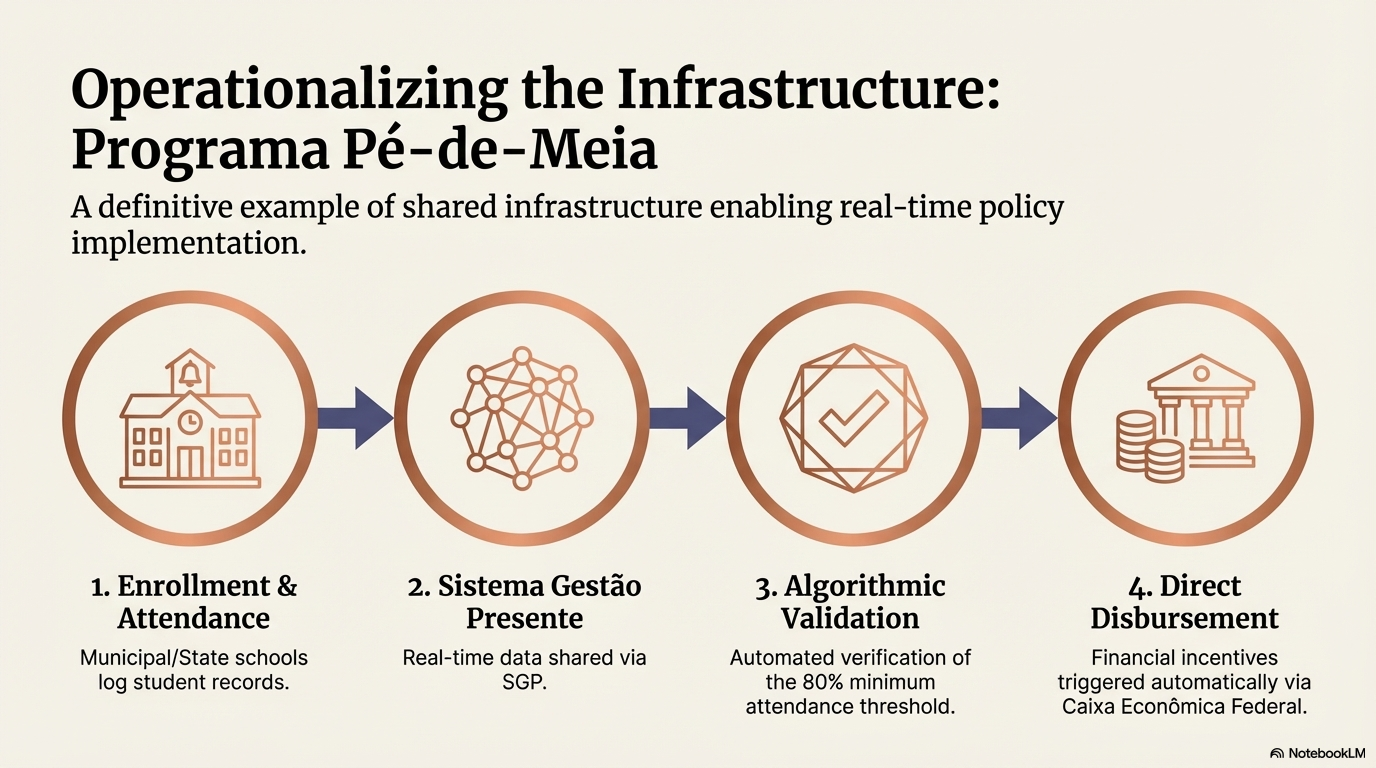 Operationalizing the Infrastructure:
Programa Pé-de-Meia
A definitive example of shared infrastructure enabling real-time policy
implementation.
1. Enrollment &
Attendance
Municipal/State schools
log student records.
2. Sistema Gestão
Presente
Real-time data shared via
SGP.
3. Algorithmic
Validation
Automated verification of
the 80% minimum
attendance threshold.
4. Direct
Disbursement
Financial incentives
triggered automatically via
Caixa Econômica Federal.
NotebookLM